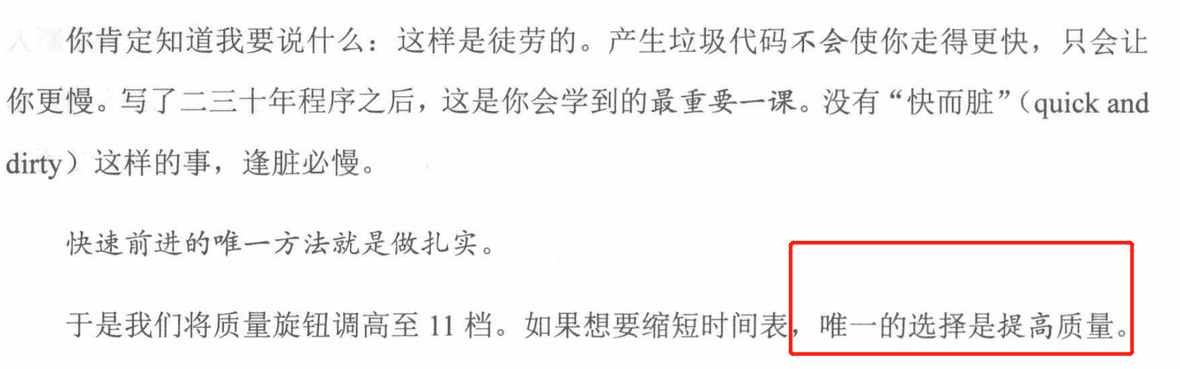 你肯定知道我要说什么：这样是徒劳的。产生垃圾代码不会使你走得更快，只会让
你更慢。写了二三十年程序之后，这是你会学到的最重要一课。没有“快而脏”（quick and
dirty）这样的事，逢脏必慢。
快速前进的唯一方法就是做扎实。
于是我们将质量旋钮调高至 11 档。如果想要缩短时间表，唯一的选择是提高质量。